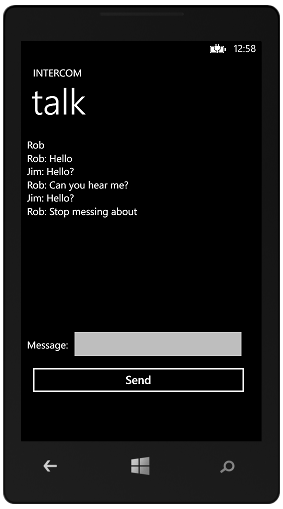 12:58
INTERCOM
talk
Rob
Rob: Hello
Jim: Hello?
Rob: Can you hear me?
Jim: Hello?
Rob: Stop messing about
Message:
Send